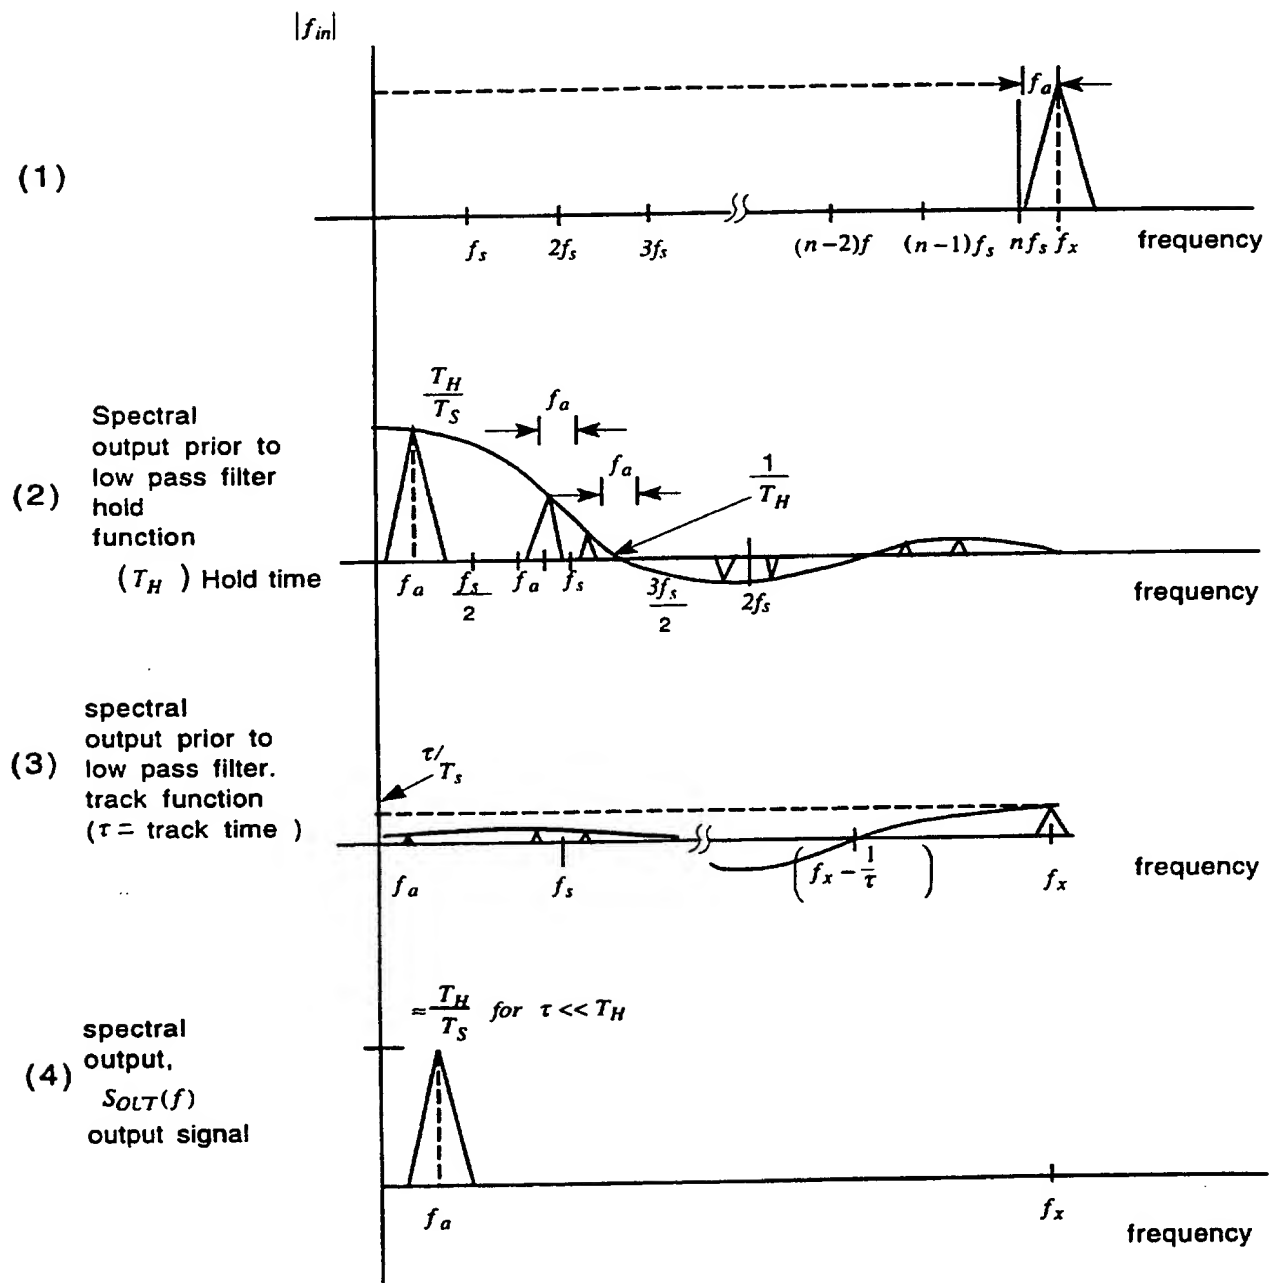 |f_in|
f_a
(1)
f_s 2f_s 3f_s (n-2)f (n-1)f_s nf_s f_x frequency
T_H/T_S
f_a
f_a
1/T_H
(2)
Spectral
output prior to
low pass filter
hold
function
(T_H) Hold time
f_a f_s/2 f_a f_s 3f_s/2 2f_s frequency
(3)
spectral
output prior to
low pass filter.
track function
(τ = track time )
τ/T_s
f_a f_s (f_x - 1/τ) f_x frequency
≈ T_H/T_S for τ << T_H
(4)
spectral
output,
S_OUT(f)
output signal
f_a f_x frequency